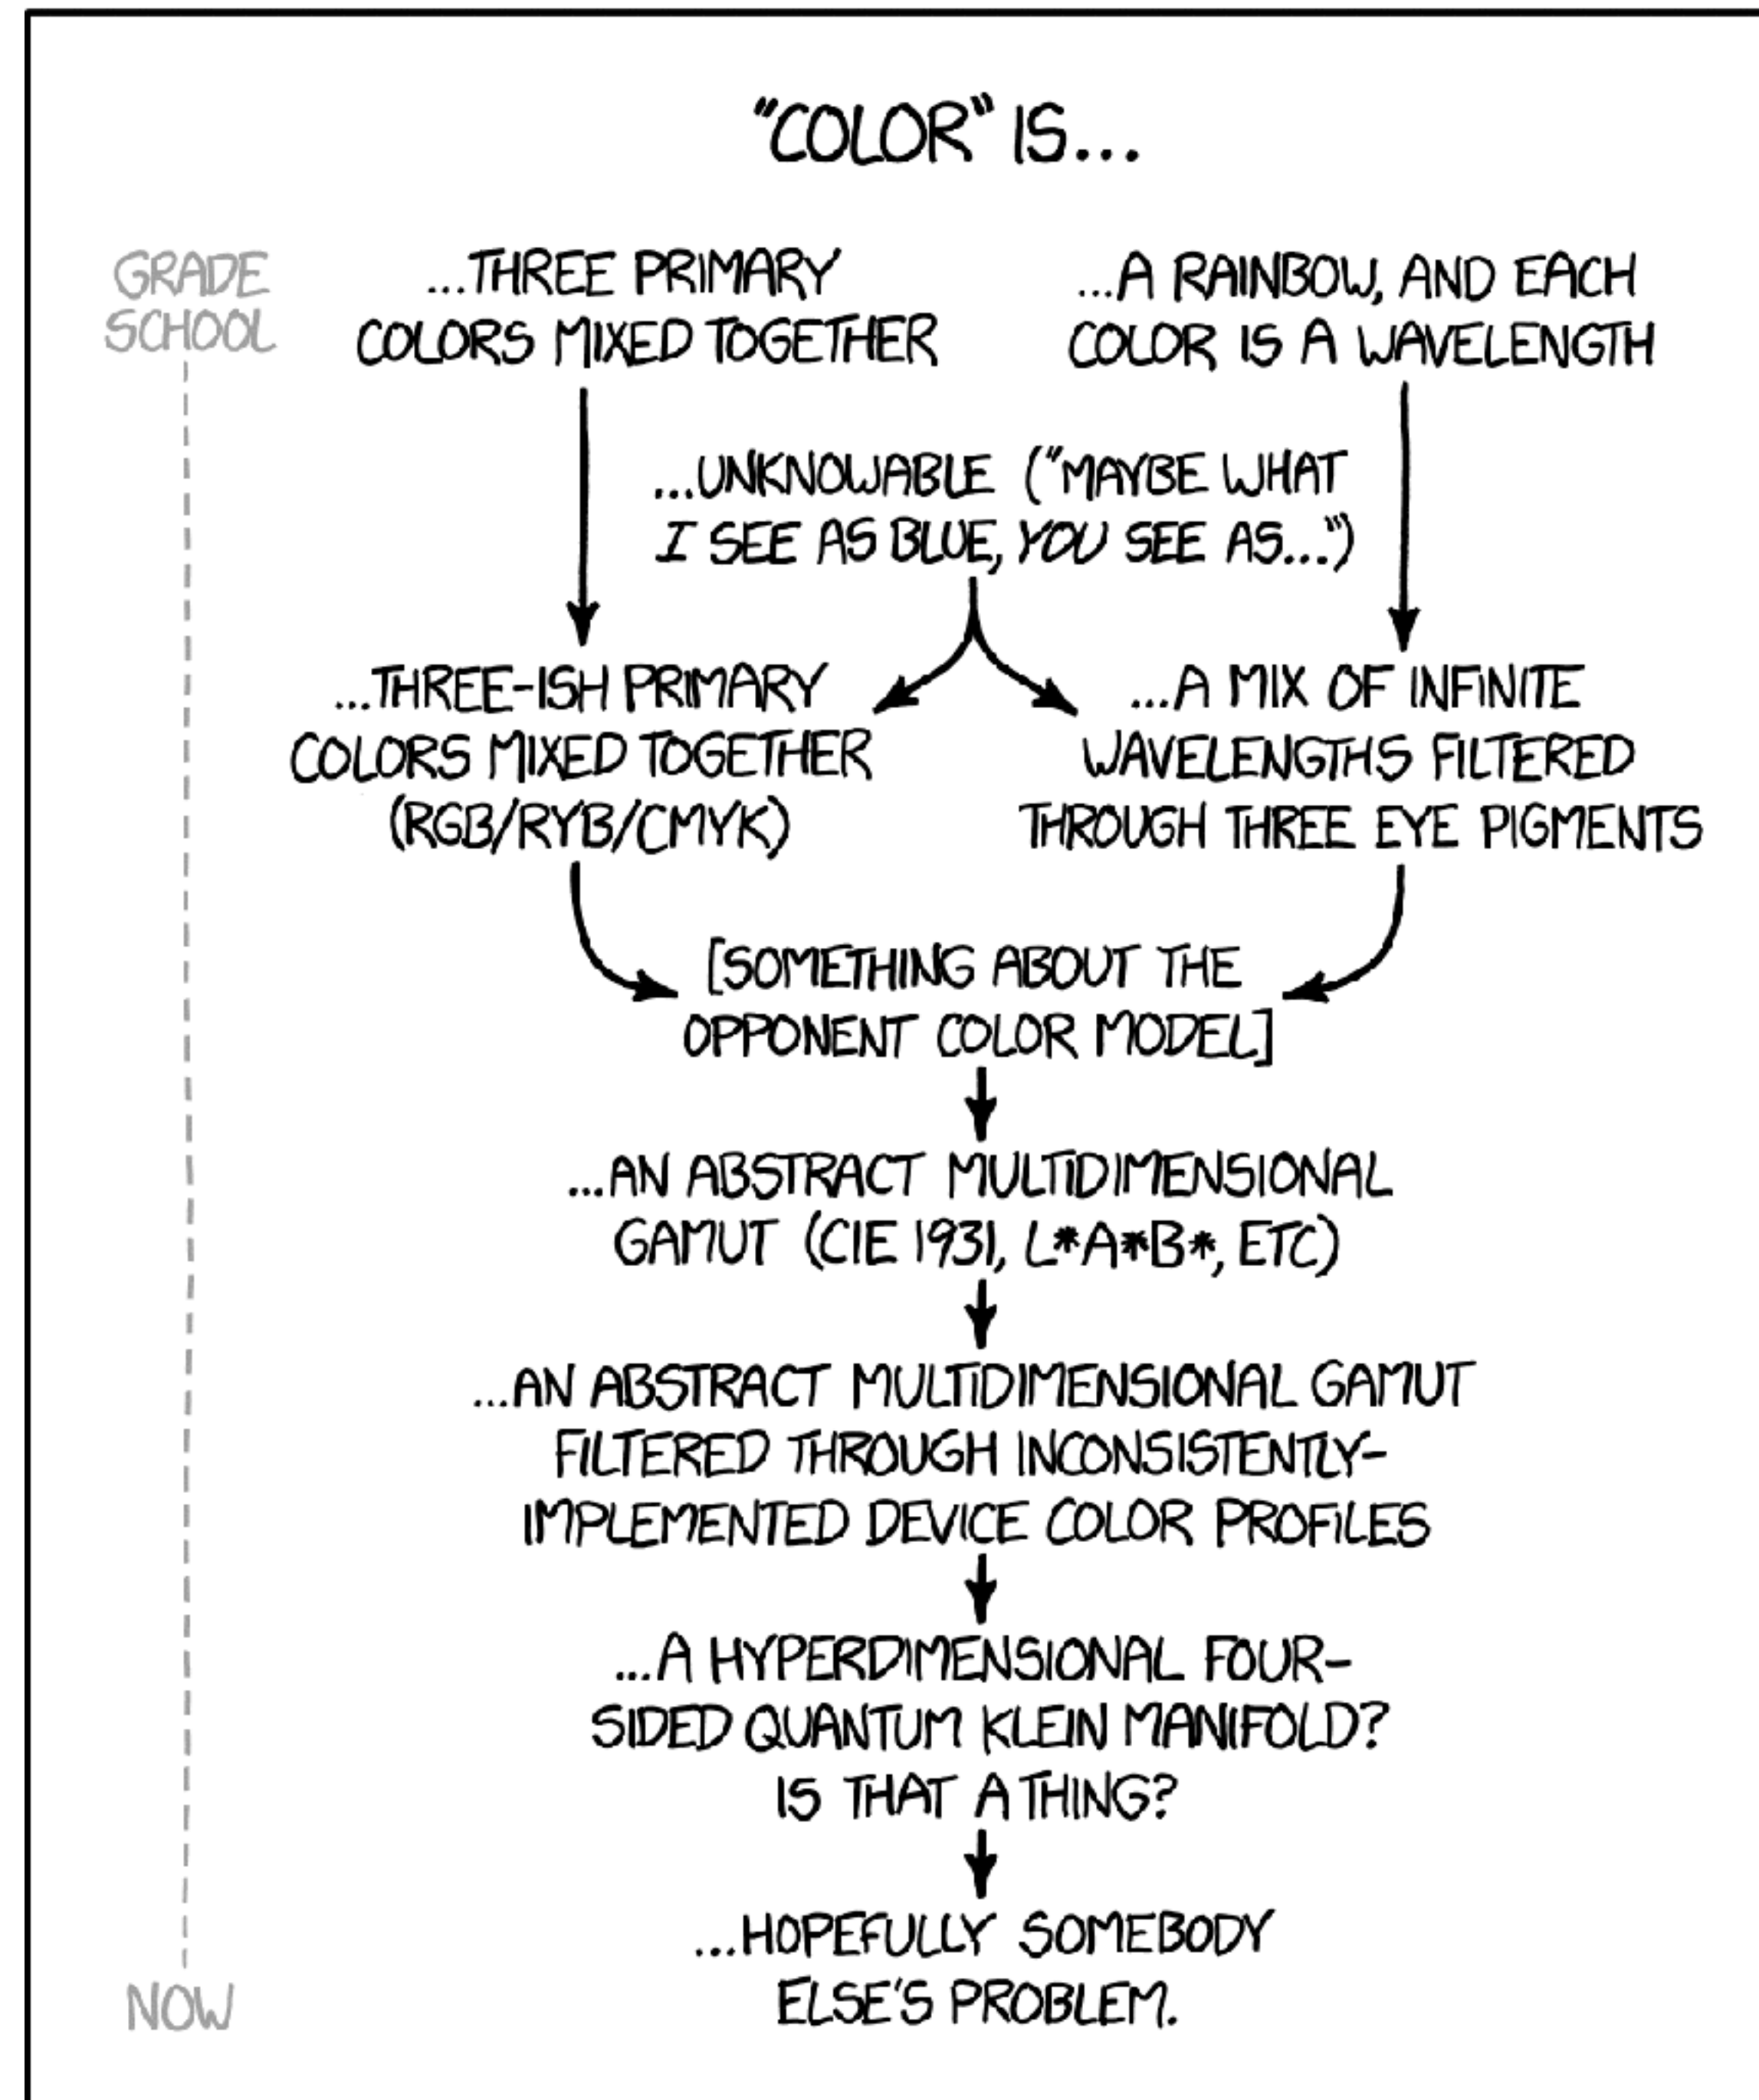 "COLOR" IS...
GRADE
SCHOOL
...THREE PRIMARY
COLORS MIXED TOGETHER
...A RAINBOW, AND EACH
COLOR IS A WAVELENGTH
...UNKNOWABLE ("MAYBE WHAT
I SEE AS BLUE, YOU SEE AS...")
...THREE-ISH PRIMARY
COLORS MIXED TOGETHER
(RGB/RYB/CMYK)
...A MIX OF INFINITE
WAVELENGTHS FILTERED
THROUGH THREE EYE PIGMENTS
[SOMETHING ABOUT THE
OPPONENT COLOR MODEL]
...AN ABSTRACT MULTIDIMENSIONAL
GAMUT (CIE 1931, L*A*B*, ETC)
...AN ABSTRACT MULTIDIMENSIONAL GAMUT
FILTERED THROUGH INCONSISTENTLY-
IMPLEMENTED DEVICE COLOR PROFILES
...A HYPERDIMENSIONAL FOUR-
SIDED QUANTUM KLEIN MANIFOLD?
IS THAT A THING?
...HOPEFULLY SOMEBODY
ELSE'S PROBLEM.
NOW